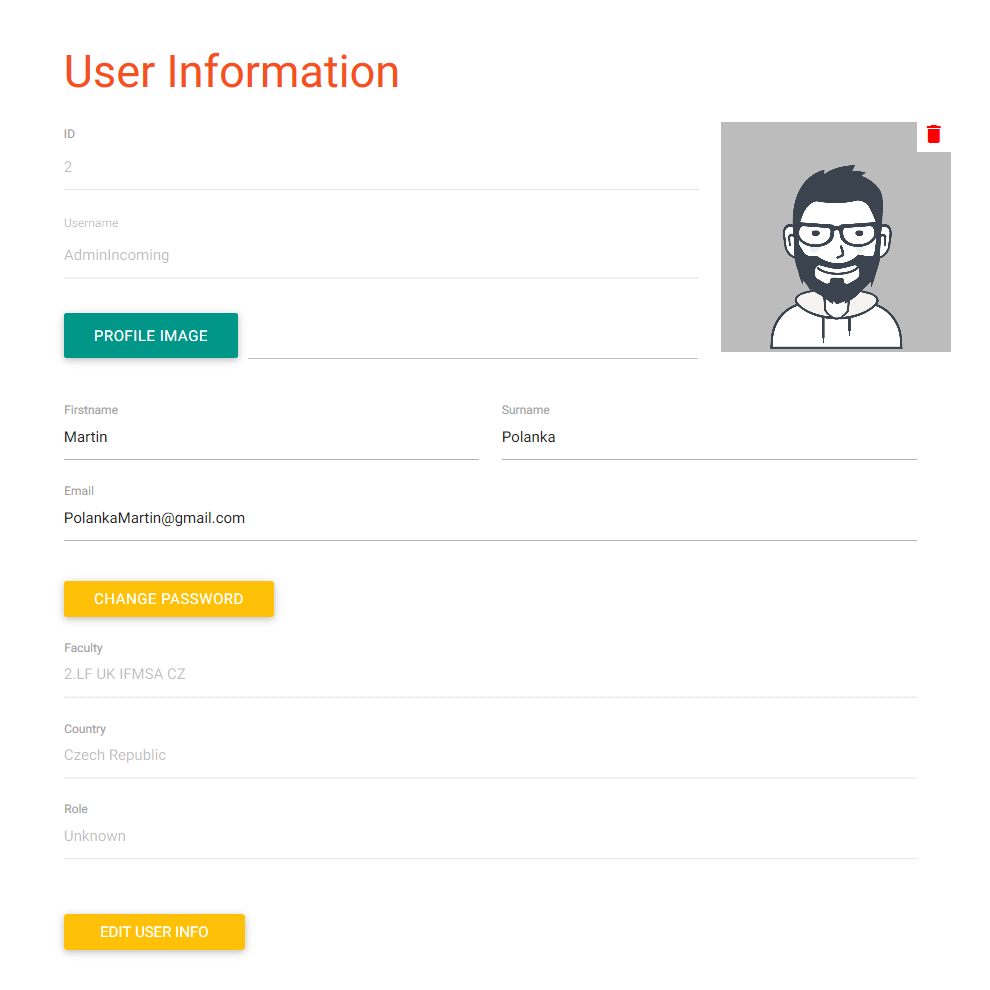 User Information
ID
2
Username
AdminIncoming
PROFILE IMAGE
Firstname
Surname
Martin
Polanka
Email
PolankaMartin@gmail.com
CHANGE PASSWORD
Faculty
2.LF UK IFMSA CZ
Country
Czech Republic
Role
Unknown
EDIT USER INFO